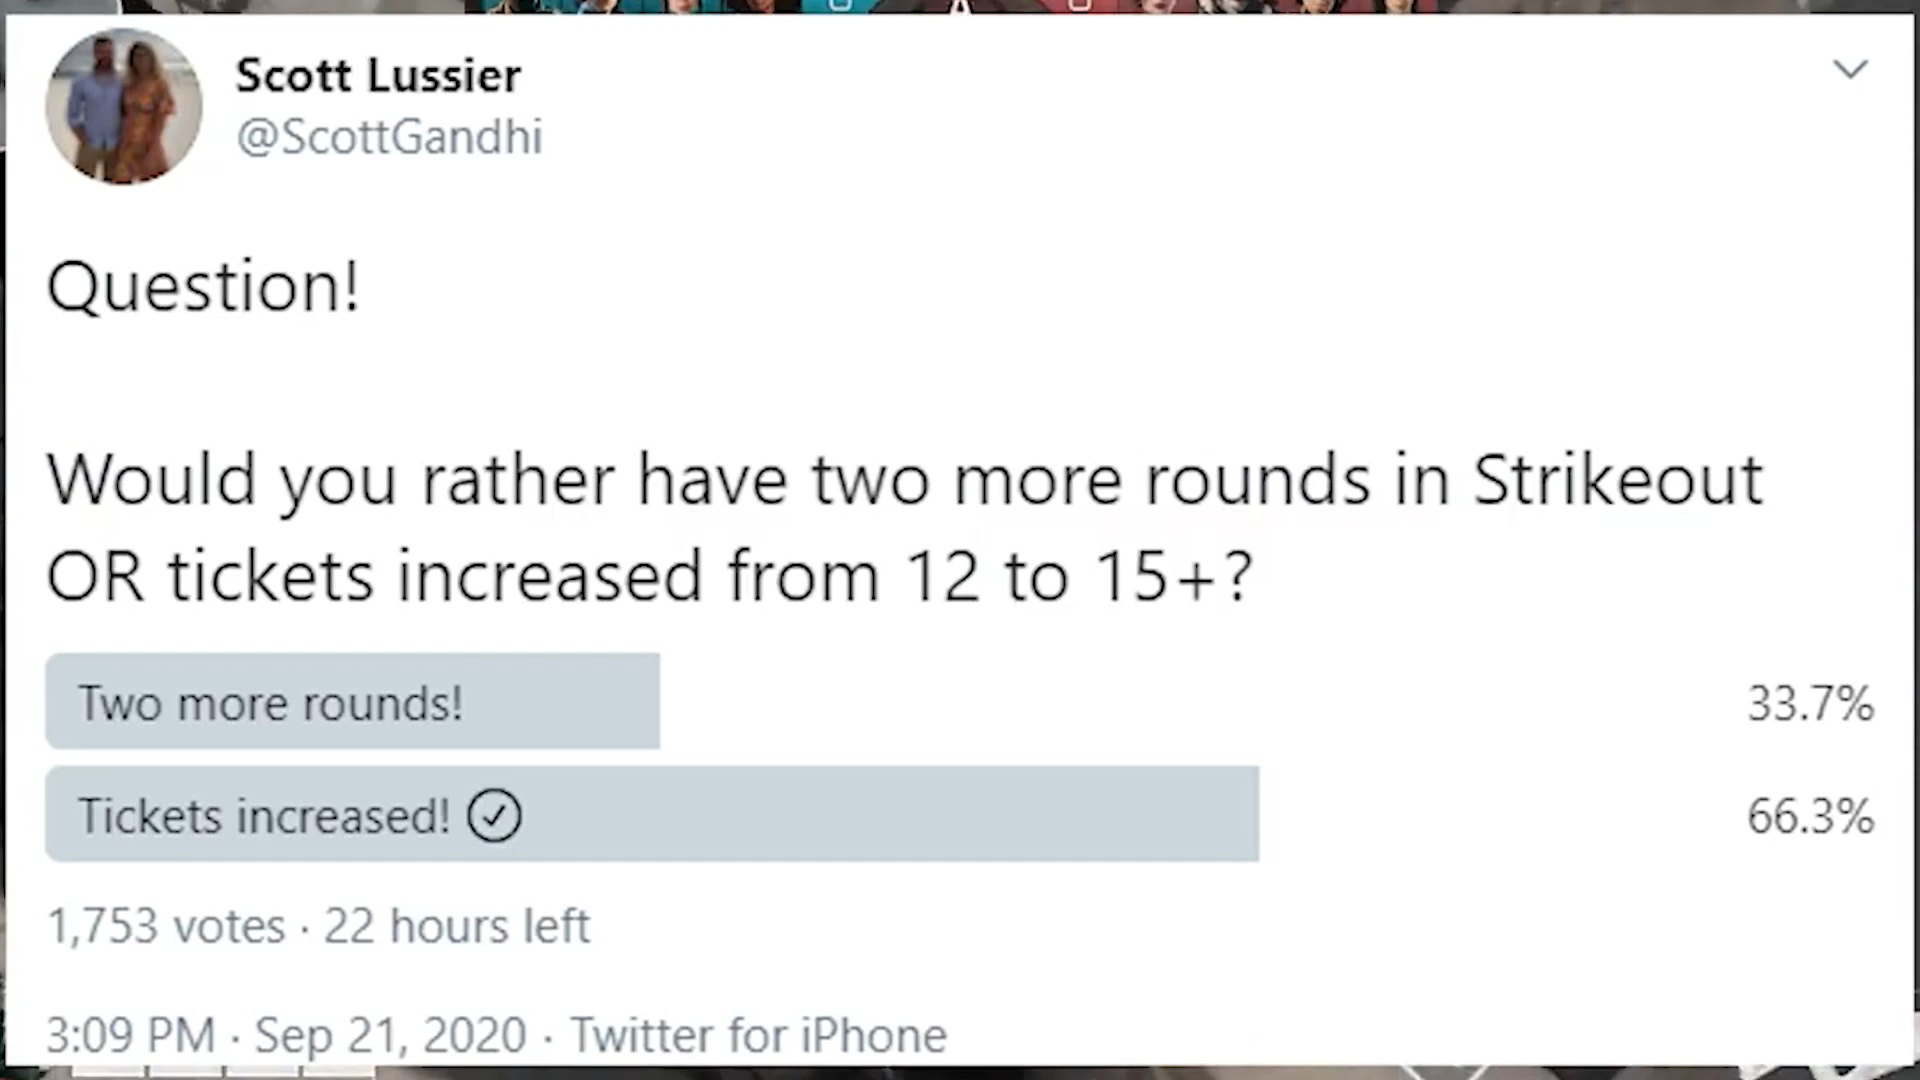 Scott Lussier
@ScottGandhi
Question!
Would you rather have two more rounds in Strikeout
OR tickets increased from 12 to 15+?
Two more rounds! 33.7%
Tickets increased! 66.3%
1,753 votes · 22 hours left
3:09 PM · Sep 21, 2020 · Twitter for iPhone